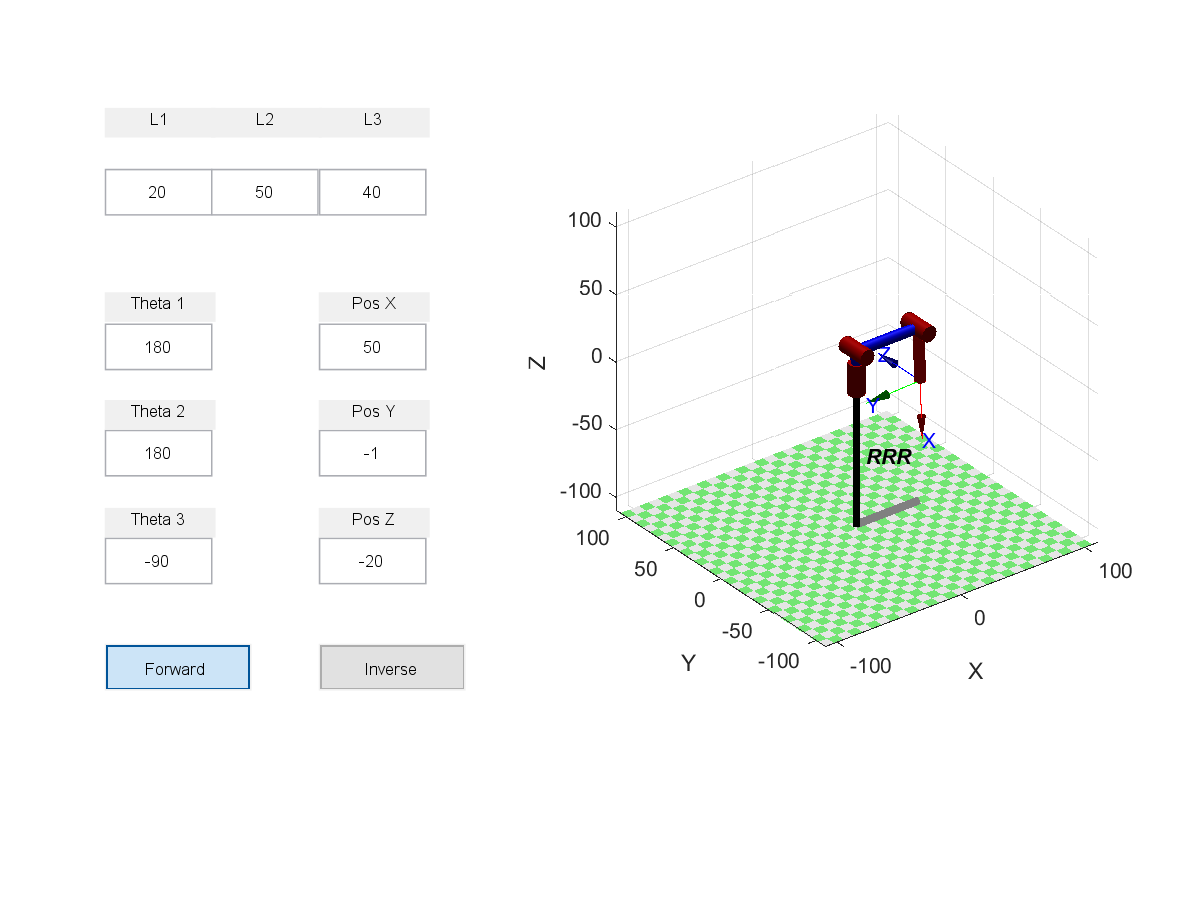 L1 L2 L3
20 50 40
Theta 1 Pos X
180 50
Theta 2 Pos Y
180 -1
Theta 3 Pos Z
-90 -20
Forward Inverse
100
50
0
-50
-100
Z
100
50
0
-50
-100
Y
-100
0
100
X
Z
Y
X
RRR